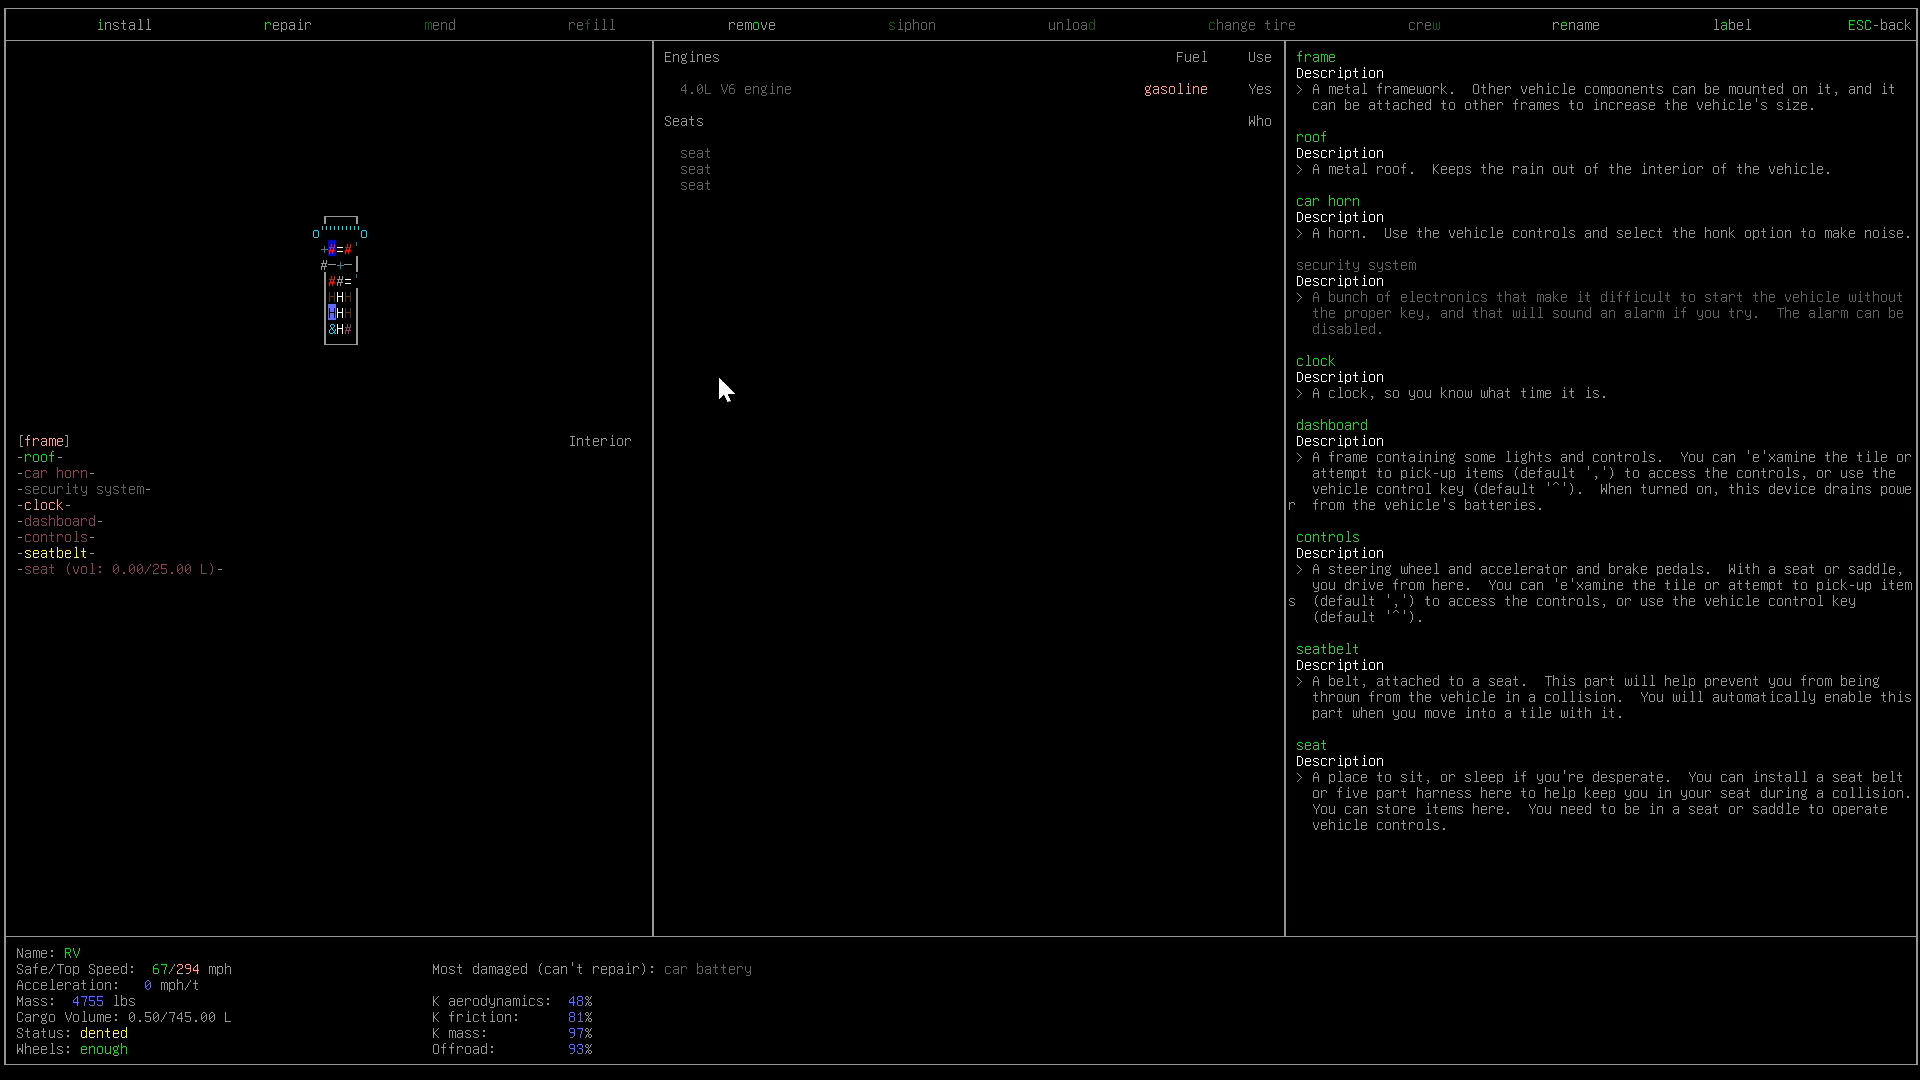 install repair mend refill remove siphon unload change tire crew rename label ESC-back
Engines Fuel Use
4.0L V6 engine gasoline Yes
Seats Who
seat
seat
seat
[frame] Interior
-roof-
-car horn-
-security system-
-clock-
-dashboard-
-controls-
-seatbelt-
-seat (vol: 0.00/25.00 L)-
frame
Description
> A metal framework.  Other vehicle components can be mounted on it, and it
can be attached to other frames to increase the vehicle's size.
roof
Description
> A metal roof.  Keeps the rain out of the interior of the vehicle.
car horn
Description
> A horn.  Use the vehicle controls and select the honk option to make noise.
security system
Description
> A bunch of electronics that make it difficult to start the vehicle without
the proper key, and that will sound an alarm if you try.  The alarm can be
disabled.
clock
Description
> A clock, so you know what time it is.
dashboard
Description
> A frame containing some lights and controls.  You can 'e'xamine the tile or
attempt to pick-up items (default ',') to access the controls, or use the
vehicle control key (default '^').  When turned on, this device drains powe
r  from the vehicle's batteries.
controls
Description
> A steering wheel and accelerator and brake pedals.  With a seat or saddle,
you drive from here.  You can 'e'xamine the tile or attempt to pick-up item
s  (default ',') to access the controls, or use the vehicle control key
(default '^').
seatbelt
Description
> A belt, attached to a seat.  This part will help prevent you from being
thrown from the vehicle in a collision.  You will automatically enable this
part when you move into a tile with it.
seat
Description
> A place to sit, or sleep if you're desperate.  You can install a seat belt
or five part harness here to help keep you in your seat during a collision.
You can store items here.  You need to be in a seat or saddle to operate
vehicle controls.
Name: RV
Safe/Top Speed:  67/294 mph
Acceleration:   0 mph/t
Mass:  4755 lbs
Cargo Volume: 0.50/745.00 L
Status: dented
Wheels: enough
Most damaged (can't repair): car battery
K aerodynamics:  48%
K friction:      81%
K mass:          97%
Offroad:         93%